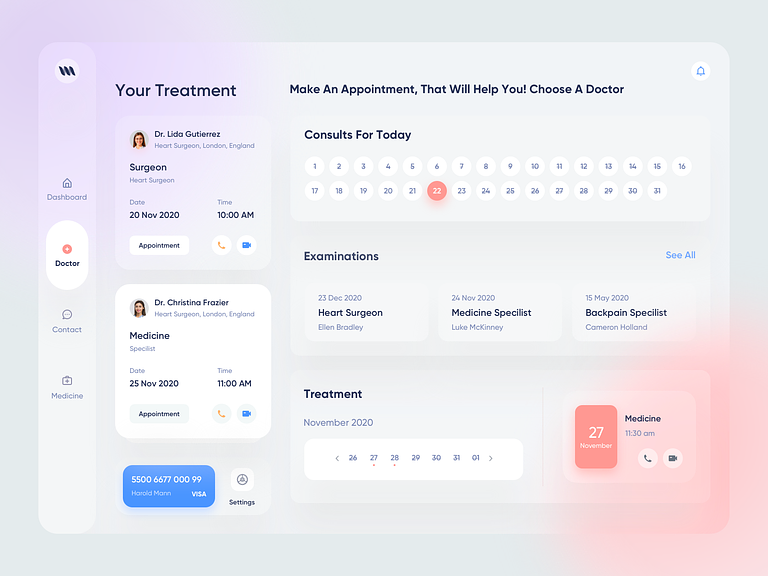 Dashboard
Doctor
Contact
Medicine
Your Treatment
Dr. Lida Gutierrez
Heart Surgeon, London, England
Surgeon
Heart Surgeon
Date
Time
20 Nov 2020
10:00 AM
Appointment
Dr. Christina Frazier
Heart Surgeon, London, England
Medicine
Specilist
Date
Time
25 Nov 2020
11:00 AM
Appointment
5500 6677 000 99
Harold Mann
VISA
Settings
Make An Appointment, That Will Help You! Choose A Doctor
Consults For Today
1 2 3 4 5 6 7 8 9 10 11 12 13 14 15 16
17 18 19 20 21 22 23 24 25 26 27 28 29 30 31
Examinations
See All
23 Dec 2020
Heart Surgeon
Ellen Bradley
24 Nov 2020
Medicine Specilist
Luke McKinney
15 May 2020
Backpain Specilist
Cameron Holland
Treatment
November 2020
26 27 28 29 30 31 01
27
November
Medicine
11:30 am